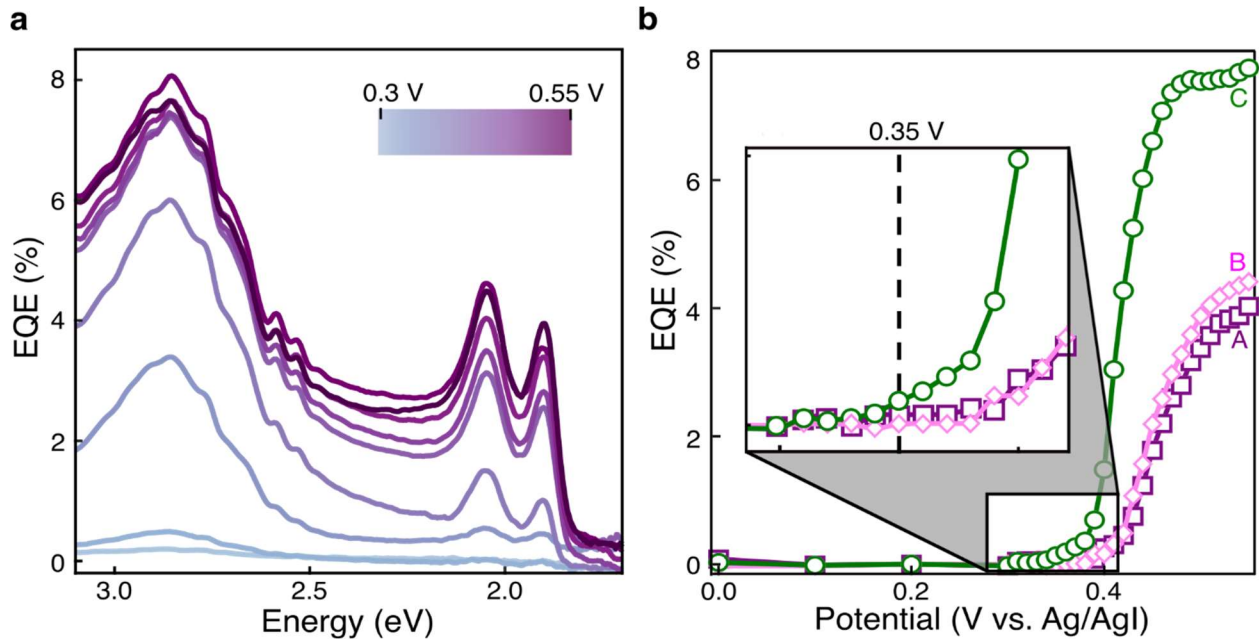 a
8
6
4
2
0
EQE (%)
0.3 V
0.55 V
3.0
2.5
2.0
Energy (eV)
b
8
6
4
2
0
EQE (%)
0.35 V
C
B
A
0.0
0.2
0.4
Potential (V vs. Ag/AgI)